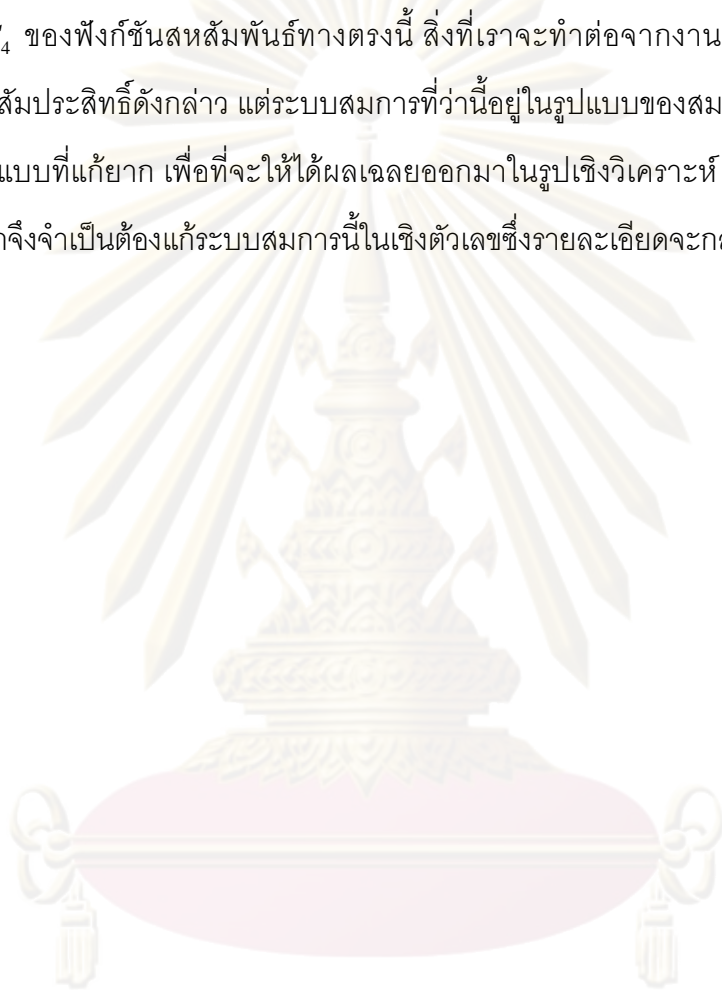 ₄ ของฟังก์ชันสหสัมพันธ์ทางตรงนี้ สิ่งที่เราจะทำต่อจากงาน
สัมประสิทธิ์ดังกล่าว แต่ระบบสมการที่ว่านี้อยู่ในรูปแบบของสม
แบบที่แก้ยาก เพื่อที่จะให้ได้ผลเฉลยออกมาในรูปเชิงวิเคราะห์
จึงจำเป็นต้องแก้ระบบสมการนี้ในเชิงตัวเลขซึ่งรายละเอียดจะก